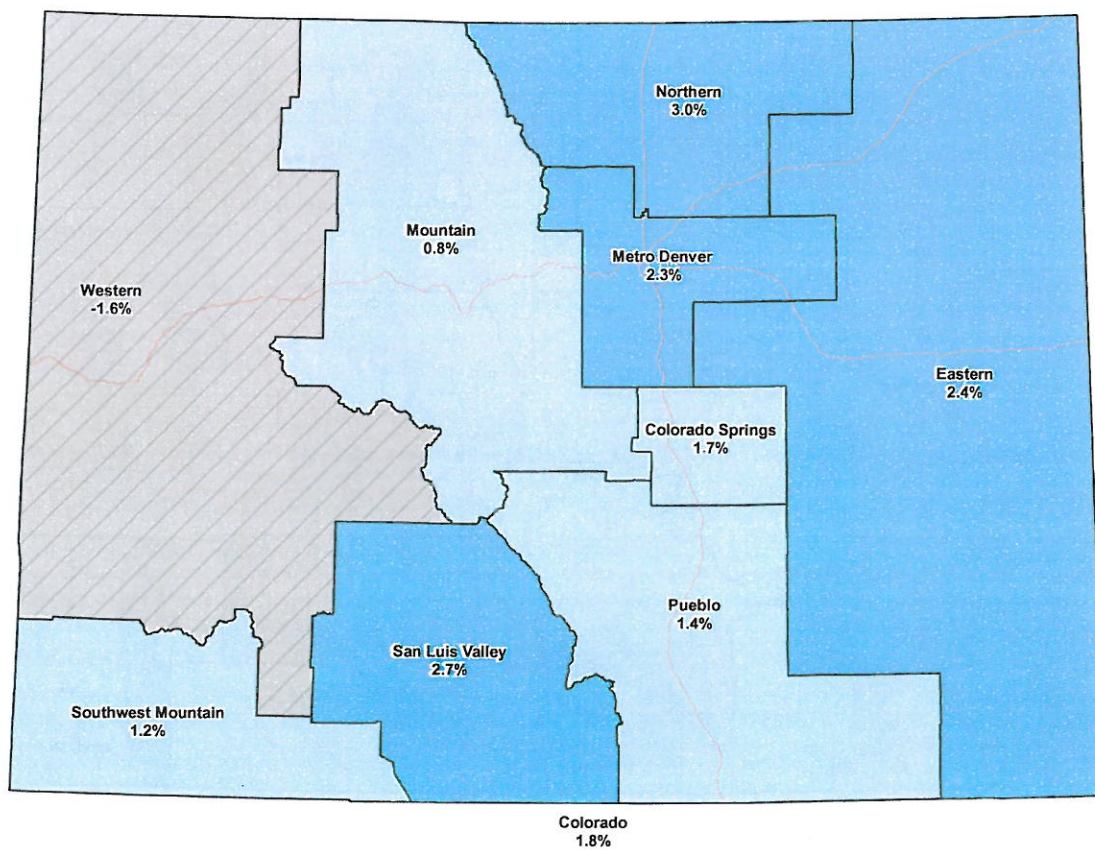 Northern
3.0%
Mountain
0.8%
Metro Denver
2.3%
Western
-1.6%
Eastern
2.4%
Colorado Springs
1.7%
Pueblo
1.4%
San Luis Valley
2.7%
Southwest Mountain
1.2%
Colorado
1.8%